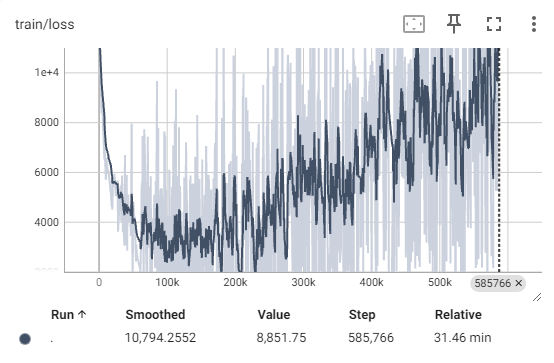 train/loss
1e+4
8000
6000
4000
0
100k
200k
300k
400k
500k
585766 ×
Run ↑ Smoothed Value Step Relative
. 10,794.2552 8,851.75 585,766 31.46 min